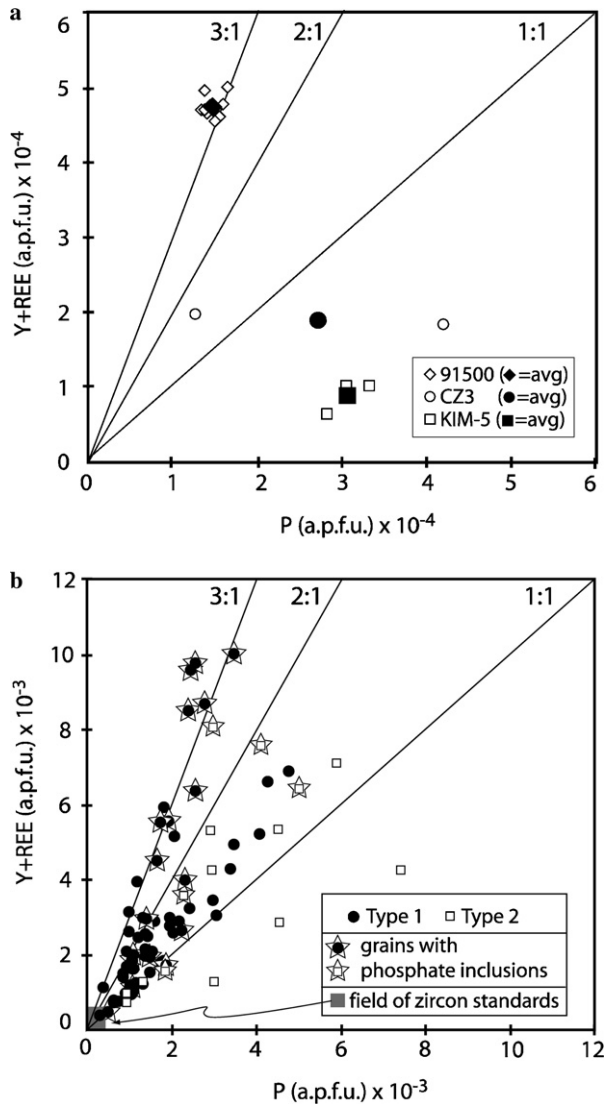 a
3:1 2:1 1:1
6
5
4
3
2
1
0
Y+REE (a.p.f.u.) x 10-4
91500 (=avg)
CZ3 (=avg)
KIM-5 (=avg)
1 2 3 4 5 6
P (a.p.f.u.) x 10-4
b
3:1 2:1 1:1
12
10
8
6
4
2
0
Y+REE (a.p.f.u.) x 10-3
Type 1 Type 2
grains with
phosphate inclusions
field of zircon standards
0 2 4 6 8 10 12
P (a.p.f.u.) x 10-3